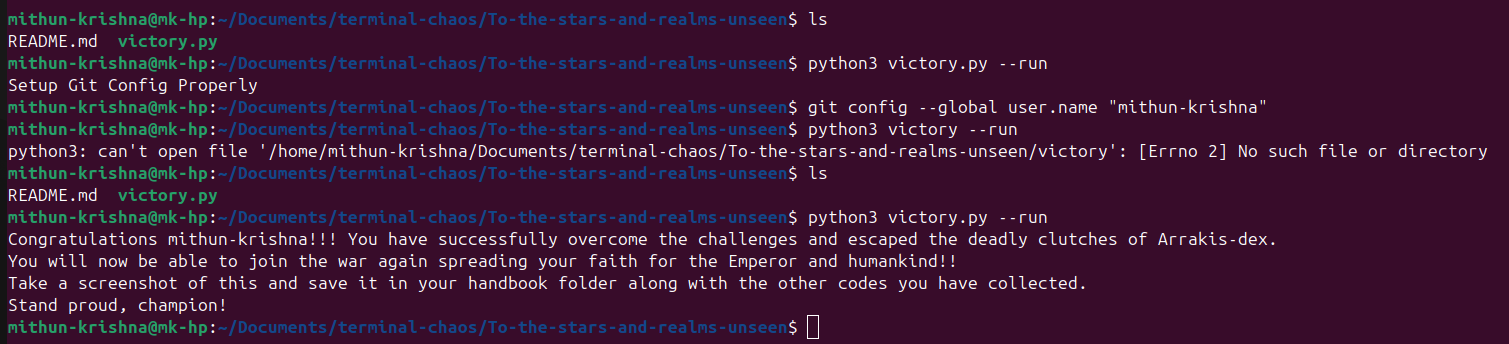 mithun-krishna@mk-hp:~/Documents/terminal-chaos/To-the-stars-and-realms-unseen$ ls
README.md  victory.py
mithun-krishna@mk-hp:~/Documents/terminal-chaos/To-the-stars-and-realms-unseen$ python3 victory.py --run
Setup Git Config Properly
mithun-krishna@mk-hp:~/Documents/terminal-chaos/To-the-stars-and-realms-unseen$ git config --global user.name "mithun-krishna"
mithun-krishna@mk-hp:~/Documents/terminal-chaos/To-the-stars-and-realms-unseen$ python3 victory --run
python3: can't open file '/home/mithun-krishna/Documents/terminal-chaos/To-the-stars-and-realms-unseen/victory': [Errno 2] No such file or directory
mithun-krishna@mk-hp:~/Documents/terminal-chaos/To-the-stars-and-realms-unseen$ ls
README.md  victory.py
mithun-krishna@mk-hp:~/Documents/terminal-chaos/To-the-stars-and-realms-unseen$ python3 victory.py --run
Congratulations mithun-krishna!!! You have successfully overcome the challenges and escaped the deadly clutches of Arrakis-dex.
You will now be able to join the war again spreading your faith for the Emperor and humankind!!
Take a screenshot of this and save it in your handbook folder along with the other codes you have collected.
Stand proud, champion!
mithun-krishna@mk-hp:~/Documents/terminal-chaos/To-the-stars-and-realms-unseen$